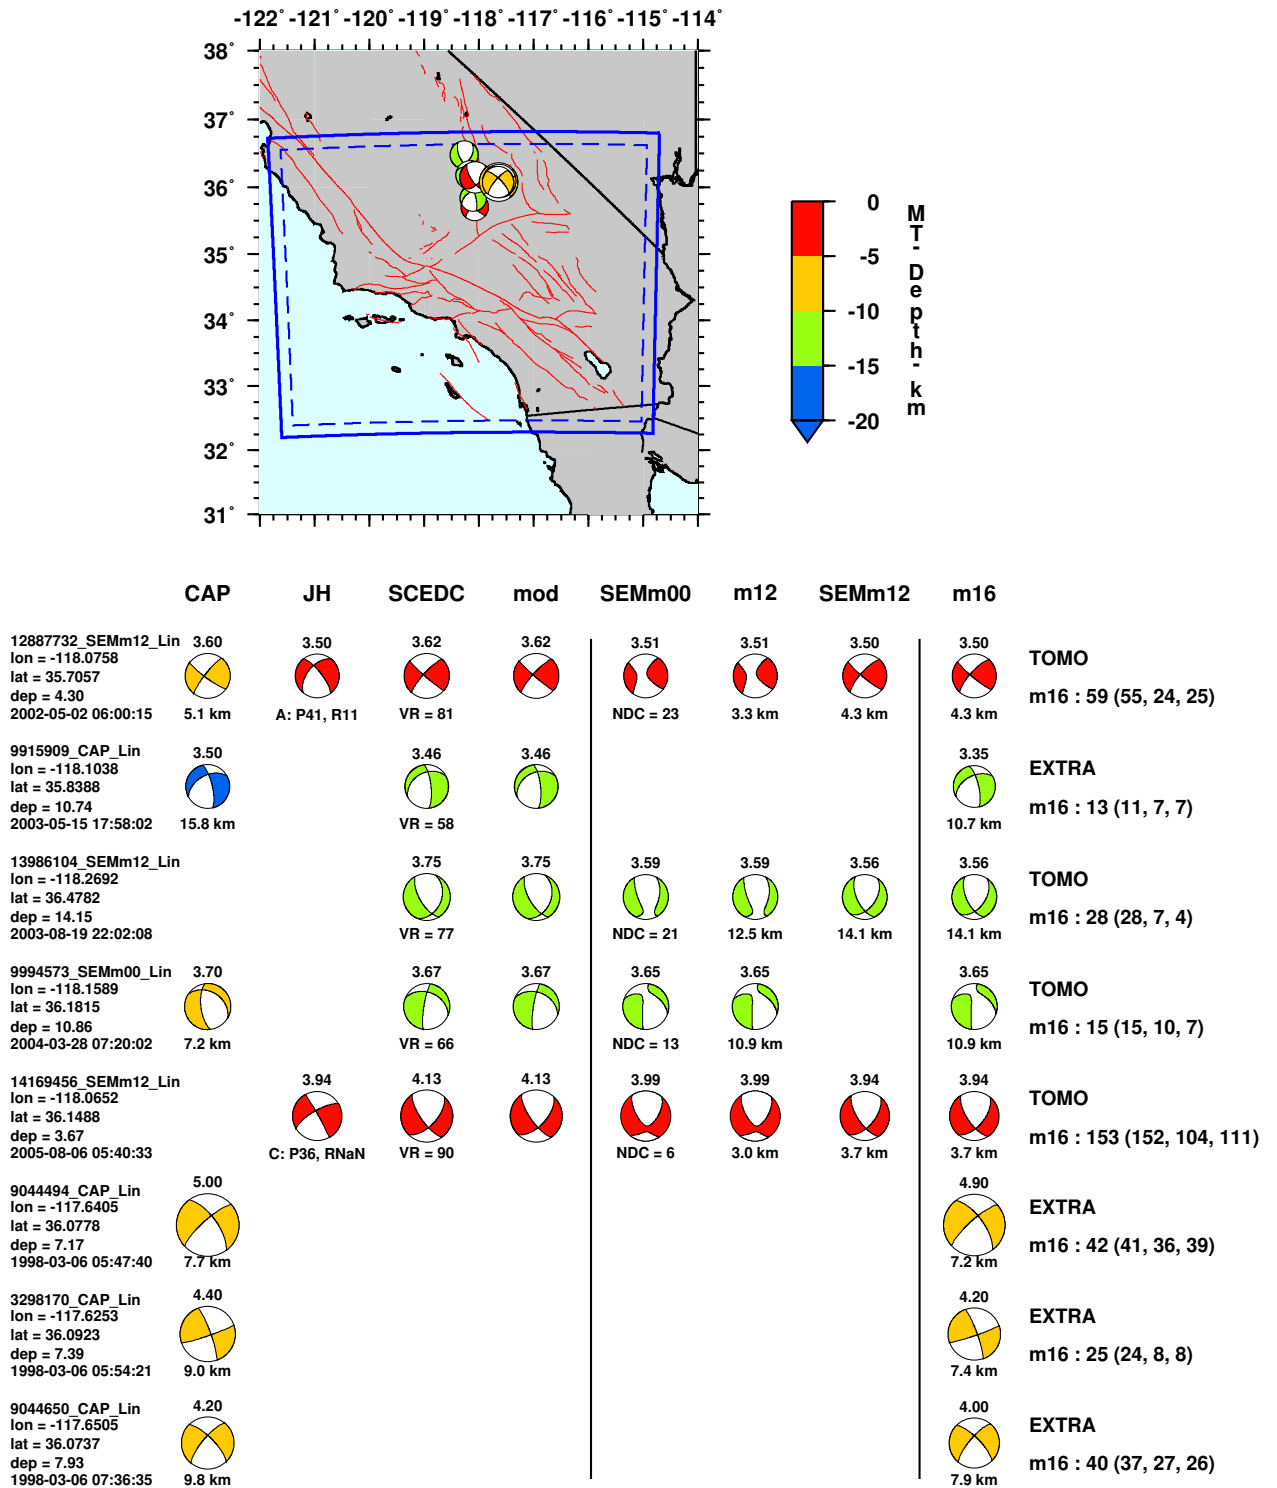 -122° -121° -120° -119° -118° -117° -116° -115° -114°
38°
37°
36°
35°
34°
33°
32°
31°
0
-5
-10
-15
-20
MT- Depth- km
CAP JH SCEDC mod SEMm00 m12 SEMm12 m16
12887732_SEMm12_Lin 3.60 3.50 3.62 3.62 3.51 3.51 3.50 3.50
lon = -118.0758 TOMO
lat = 35.7057
dep = 4.30 m16 : 59 (55, 24, 25)
2002-05-02 06:00:15 5.1 km A: P41, R11 VR = 81 NDC = 23 3.3 km 4.3 km 4.3 km
9915909_CAP_Lin 3.50 3.46 3.46 3.35
lon = -118.1038 EXTRA
lat = 35.8388
dep = 10.74 m16 : 13 (11, 7, 7)
2003-05-15 17:58:02 15.8 km VR = 58 10.7 km
13986104_SEMm12_Lin 3.75 3.75 3.59 3.59 3.56 3.56
lon = -118.2692 TOMO
lat = 36.4782
dep = 14.15 m16 : 28 (28, 7, 4)
2003-08-19 22:02:08 VR = 77 NDC = 21 12.5 km 14.1 km 14.1 km
9994573_SEMm00_Lin 3.70 3.67 3.67 3.65 3.65 3.65
lon = -118.1589 TOMO
lat = 36.1815
dep = 10.86 m16 : 15 (15, 10, 7)
2004-03-28 07:20:02 7.2 km VR = 66 NDC = 13 10.9 km 10.9 km
14169456_SEMm12_Lin 3.94 4.13 4.13 3.99 3.99 3.94 3.94
lon = -118.0652 TOMO
lat = 36.1488
dep = 3.67 m16 : 153 (152, 104, 111)
2005-08-06 05:40:33 C: P36, RNaN VR = 90 NDC = 6 3.0 km 3.7 km 3.7 km
9044494_CAP_Lin 5.00 4.90
lon = -117.6405 EXTRA
lat = 36.0778
dep = 7.17 m16 : 42 (41, 36, 39)
1998-03-06 05:47:40 7.7 km 7.2 km
3298170_CAP_Lin 4.40 4.20
lon = -117.6253 EXTRA
lat = 36.0923
dep = 7.39 m16 : 25 (24, 8, 8)
1998-03-06 05:54:21 9.0 km 7.4 km
9044650_CAP_Lin 4.20 4.00
lon = -117.6505 EXTRA
lat = 36.0737
dep = 7.93 m16 : 40 (37, 27, 26)
1998-03-06 07:36:35 9.8 km 7.9 km